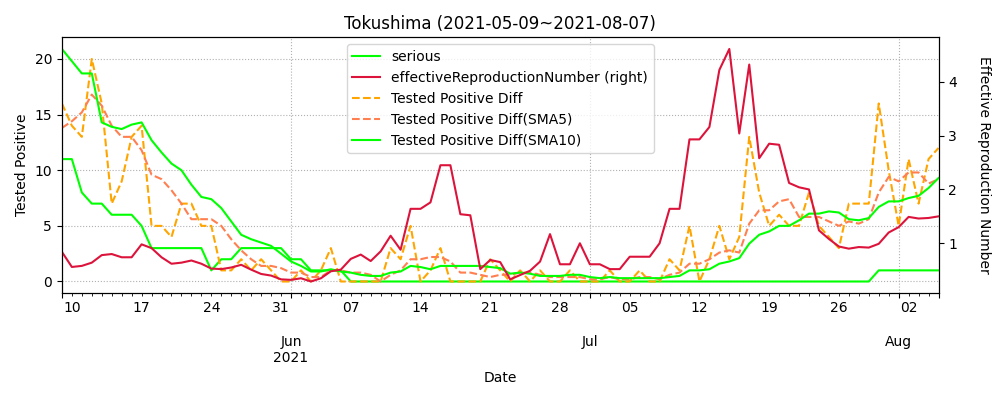 Tokushima (2021-05-09~2021-08-07)
serious
effectiveReproductionNumber (right)
Tested Positive Diff
Tested Positive Diff(SMA5)
Tested Positive Diff(SMA10)
Tested Positive
20
15
10
5
0
Effective Reproduction Number
4
3
2
1
10 17 24 31 07 14 21 28 05 12 19 26 02
Jun Jul Aug
2021
Date